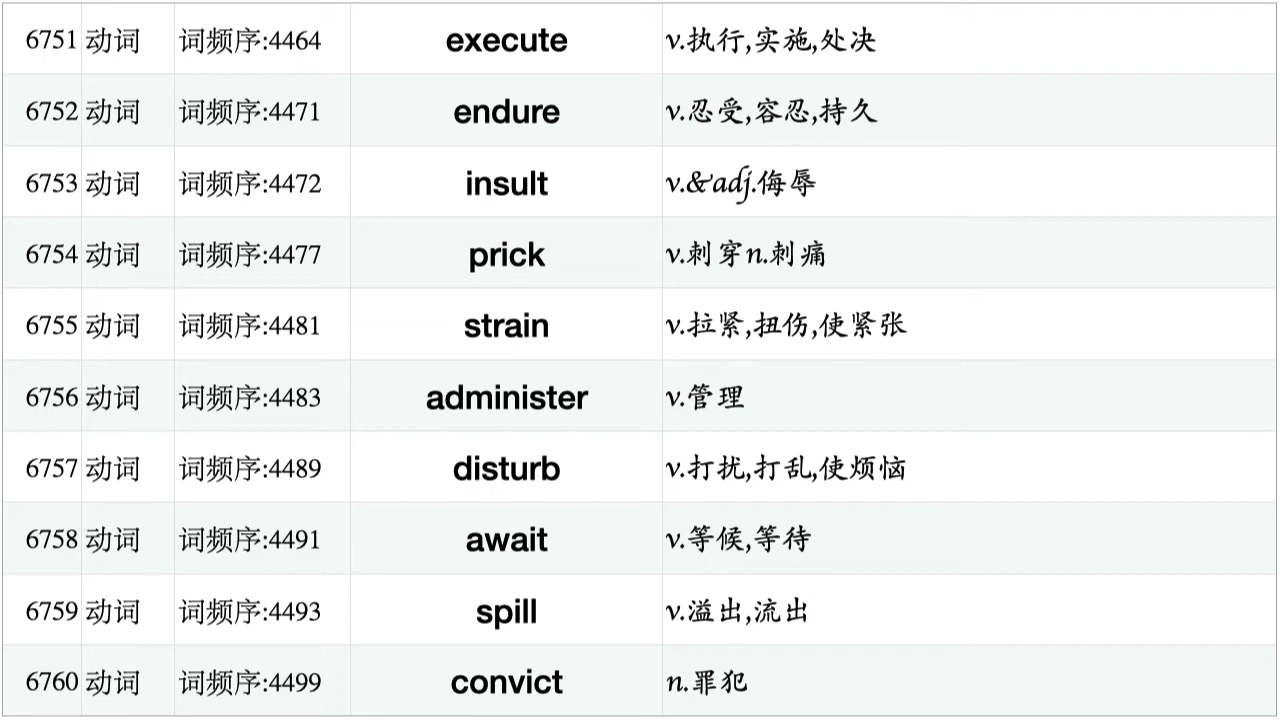 6751 动词 词频序:4464 execute v.执行,实施,处决
6752 动词 词频序:4471 endure v.忍受,容忍,持久
6753 动词 词频序:4472 insult v.&adj.侮辱
6754 动词 词频序:4477 prick v.刺穿n.刺痛
6755 动词 词频序:4481 strain v.拉紧,扭伤,使紧张
6756 动词 词频序:4483 administer v.管理
6757 动词 词频序:4489 disturb v.打扰,打乱,使烦恼
6758 动词 词频序:4491 await v.等候,等待
6759 动词 词频序:4493 spill v.溢出,流出
6760 动词 词频序:4499 convict n.罪犯